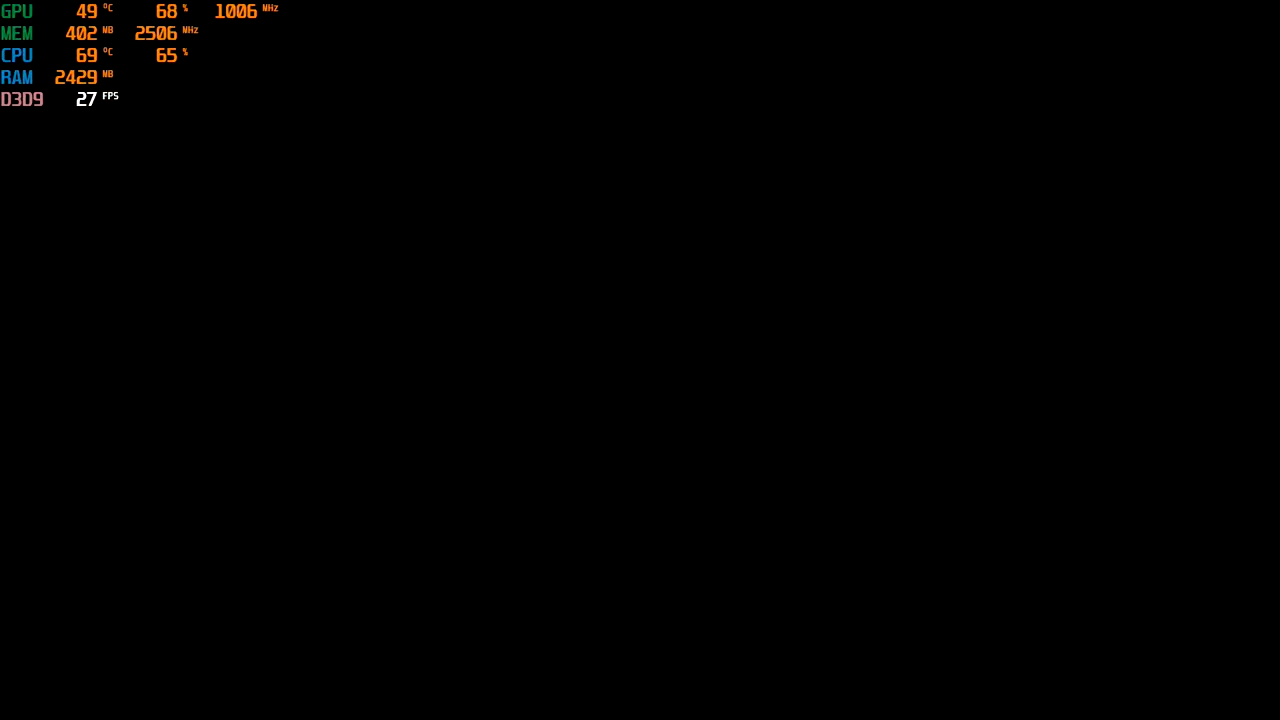 GPU 49 °C 68 % 1006 MHz
MEM 402 MB 2506 MHz
CPU 69 °C 65 %
RAM 2429 MB
D3D9 27 FPS